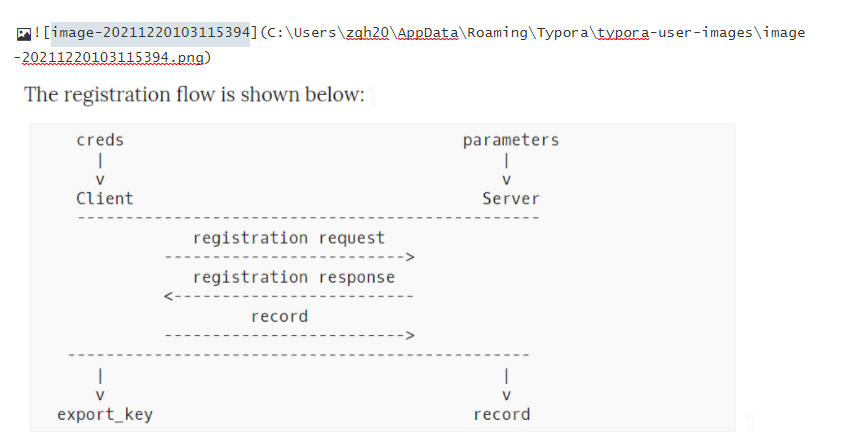 ![image-20211220103115394](C:\Users\zgh20\AppData\Roaming\Typora\typora-user-images\image
-20211220103115394.png)
The registration flow is shown below:
creds parameters
| |
v v
Client Server
------------------------------------------------
registration request
------------------------->
registration response
<-------------------------
record
------------------------->
------------------------------------------------
| |
v v
export_key record